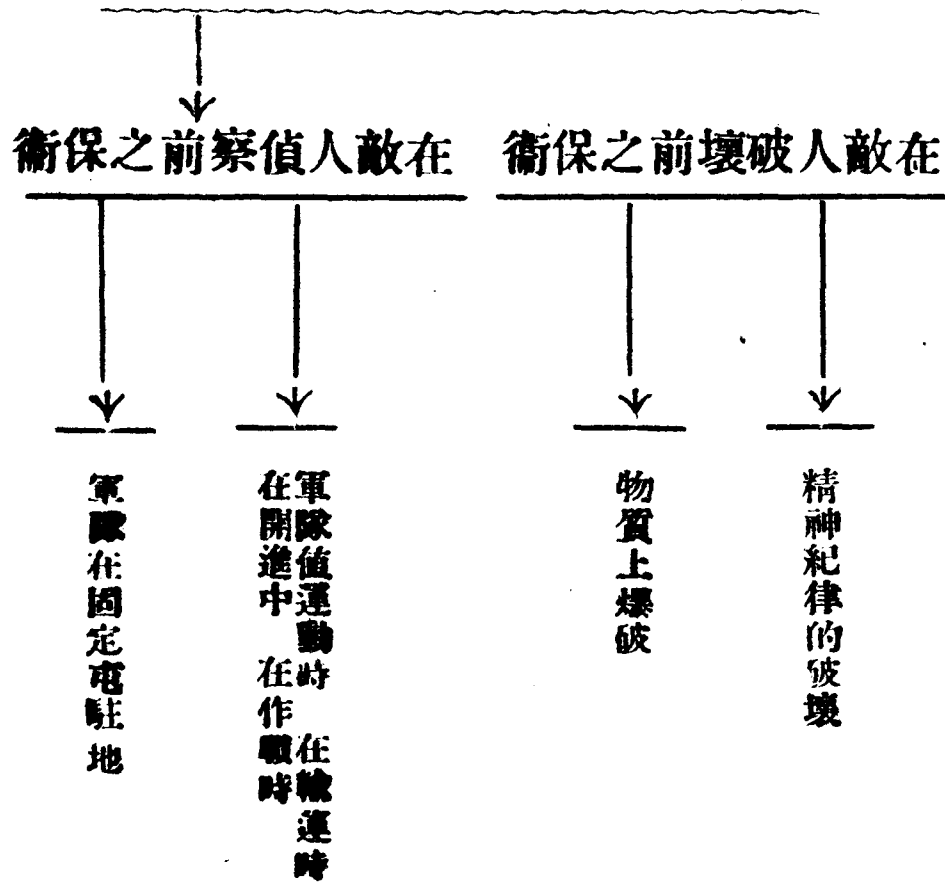 在敵人破壞前之保衞
在敵人偵察前之保衞
精神紀律的破壞
物質上爆破
軍隊值運動時 在輸運時
在開進中 在作戰時
軍隊在固定屯駐地